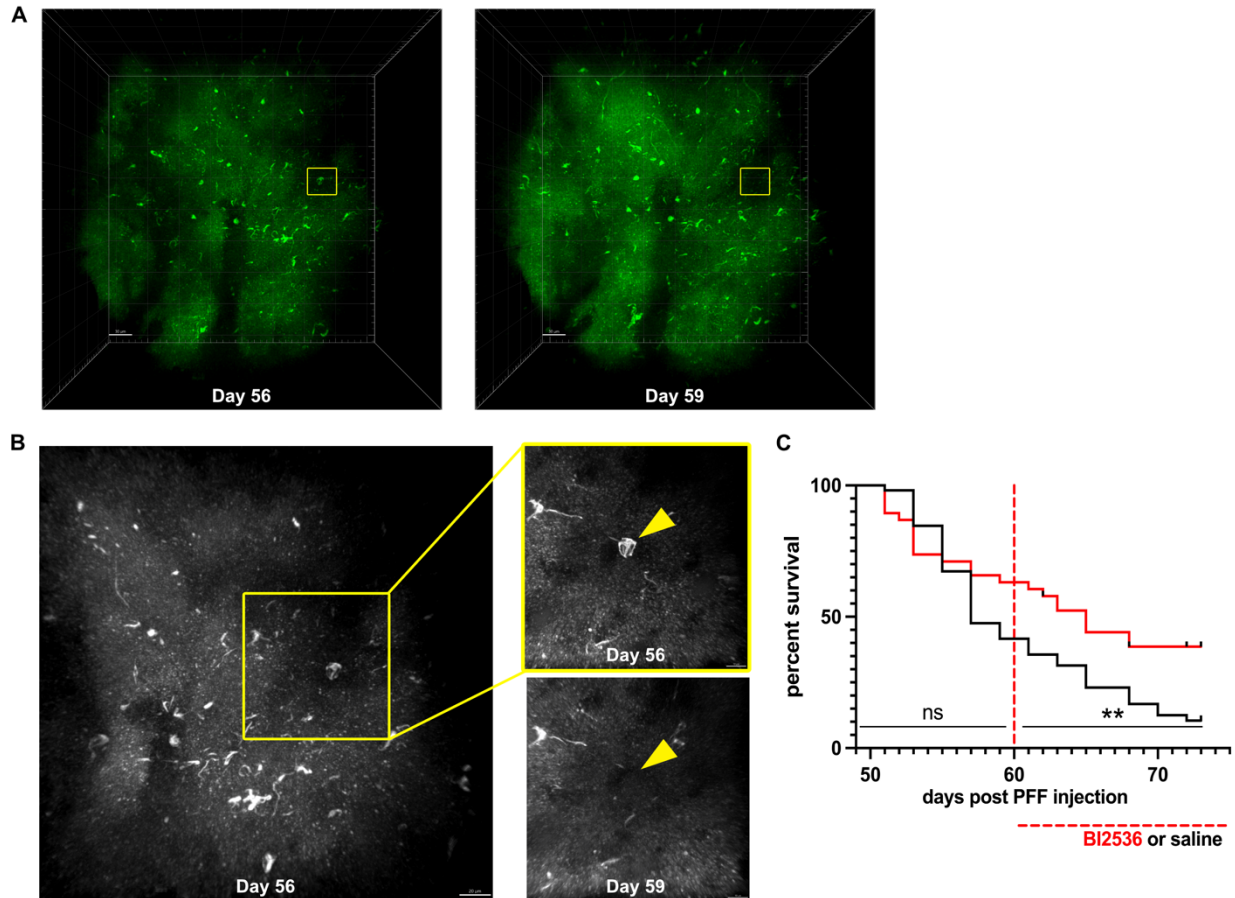 A
Day 56
Day 59
B
Day 56
Day 56
Day 59
C
percent survival
100
50
0
ns
**
50
60
70
days post PFF injection
BI2536 or saline